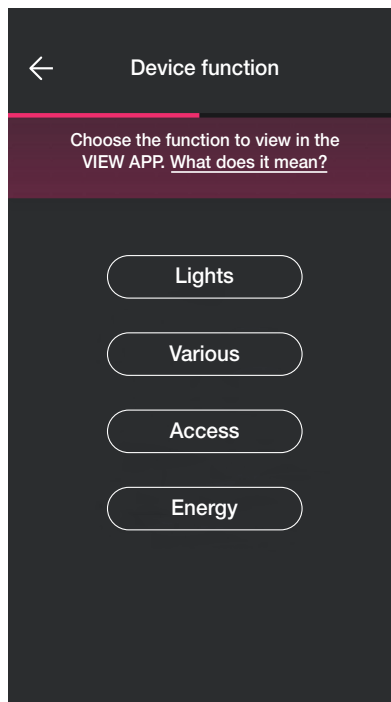 Device function
Choose the function to view in the
VIEW APP. What does it mean?
Lights
Various
Access
Energy